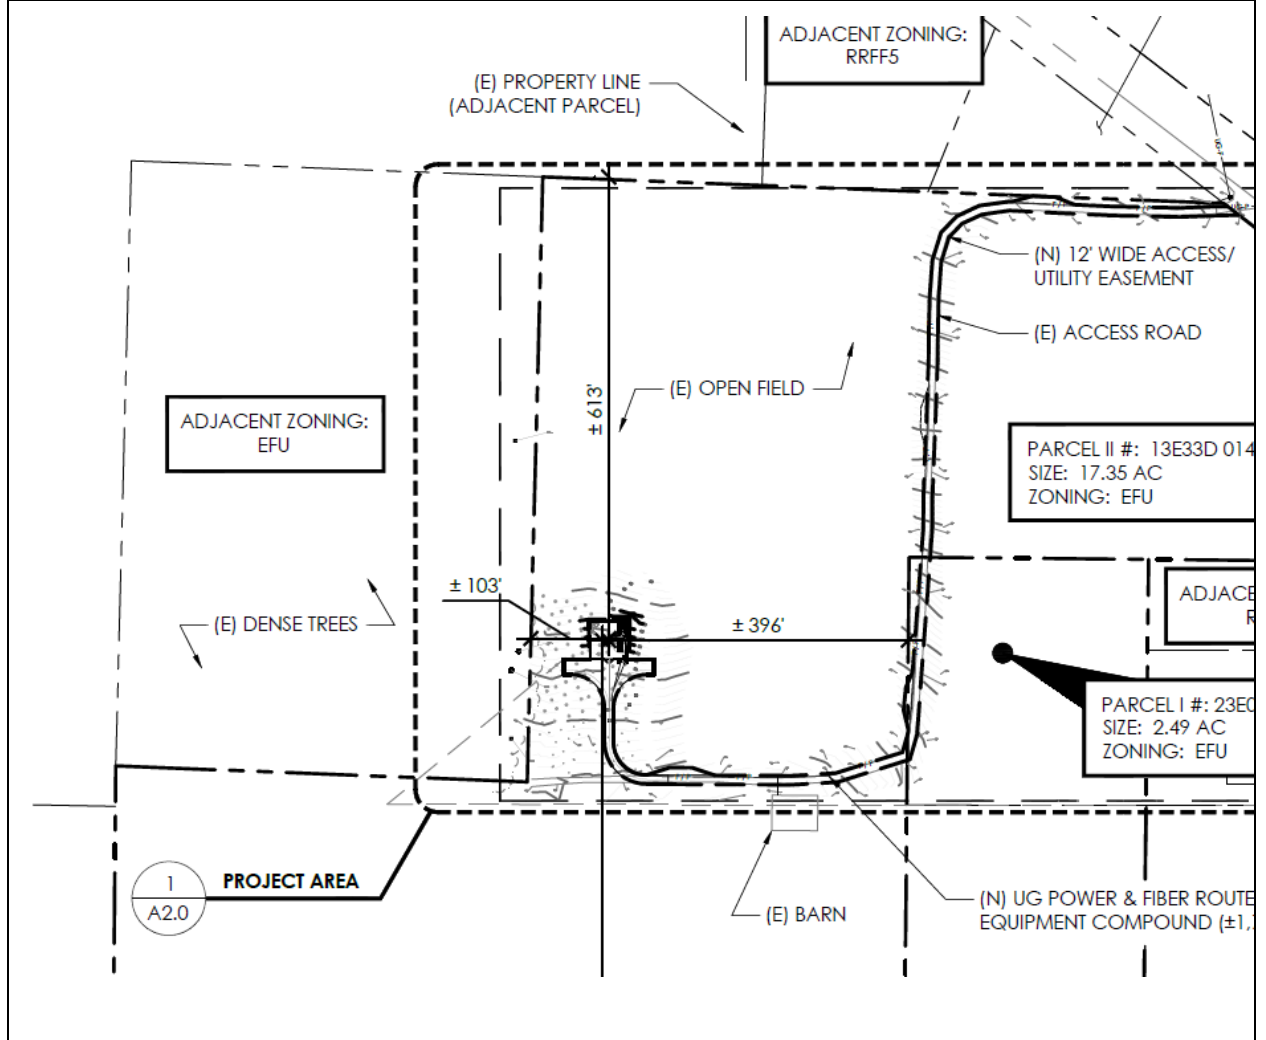 ADJACENT ZONING:
RRFF5
(E) PROPERTY LINE
(ADJACENT PARCEL)
(N) 12' WIDE ACCESS/
UTILITY EASEMENT
(E) ACCESS ROAD
± 613'
(E) OPEN FIELD
ADJACENT ZONING:
EFU
PARCEL II #: 13E33D 014
SIZE: 17.35 AC
ZONING: EFU
± 103'
(E) DENSE TREES
± 396'
ADJACE
PARCEL I #: 23E0
SIZE: 2.49 AC
ZONING: EFU
1
A2.0
PROJECT AREA
(E) BARN
(N) UG POWER & FIBER ROUTE
EQUIPMENT COMPOUND (±1,